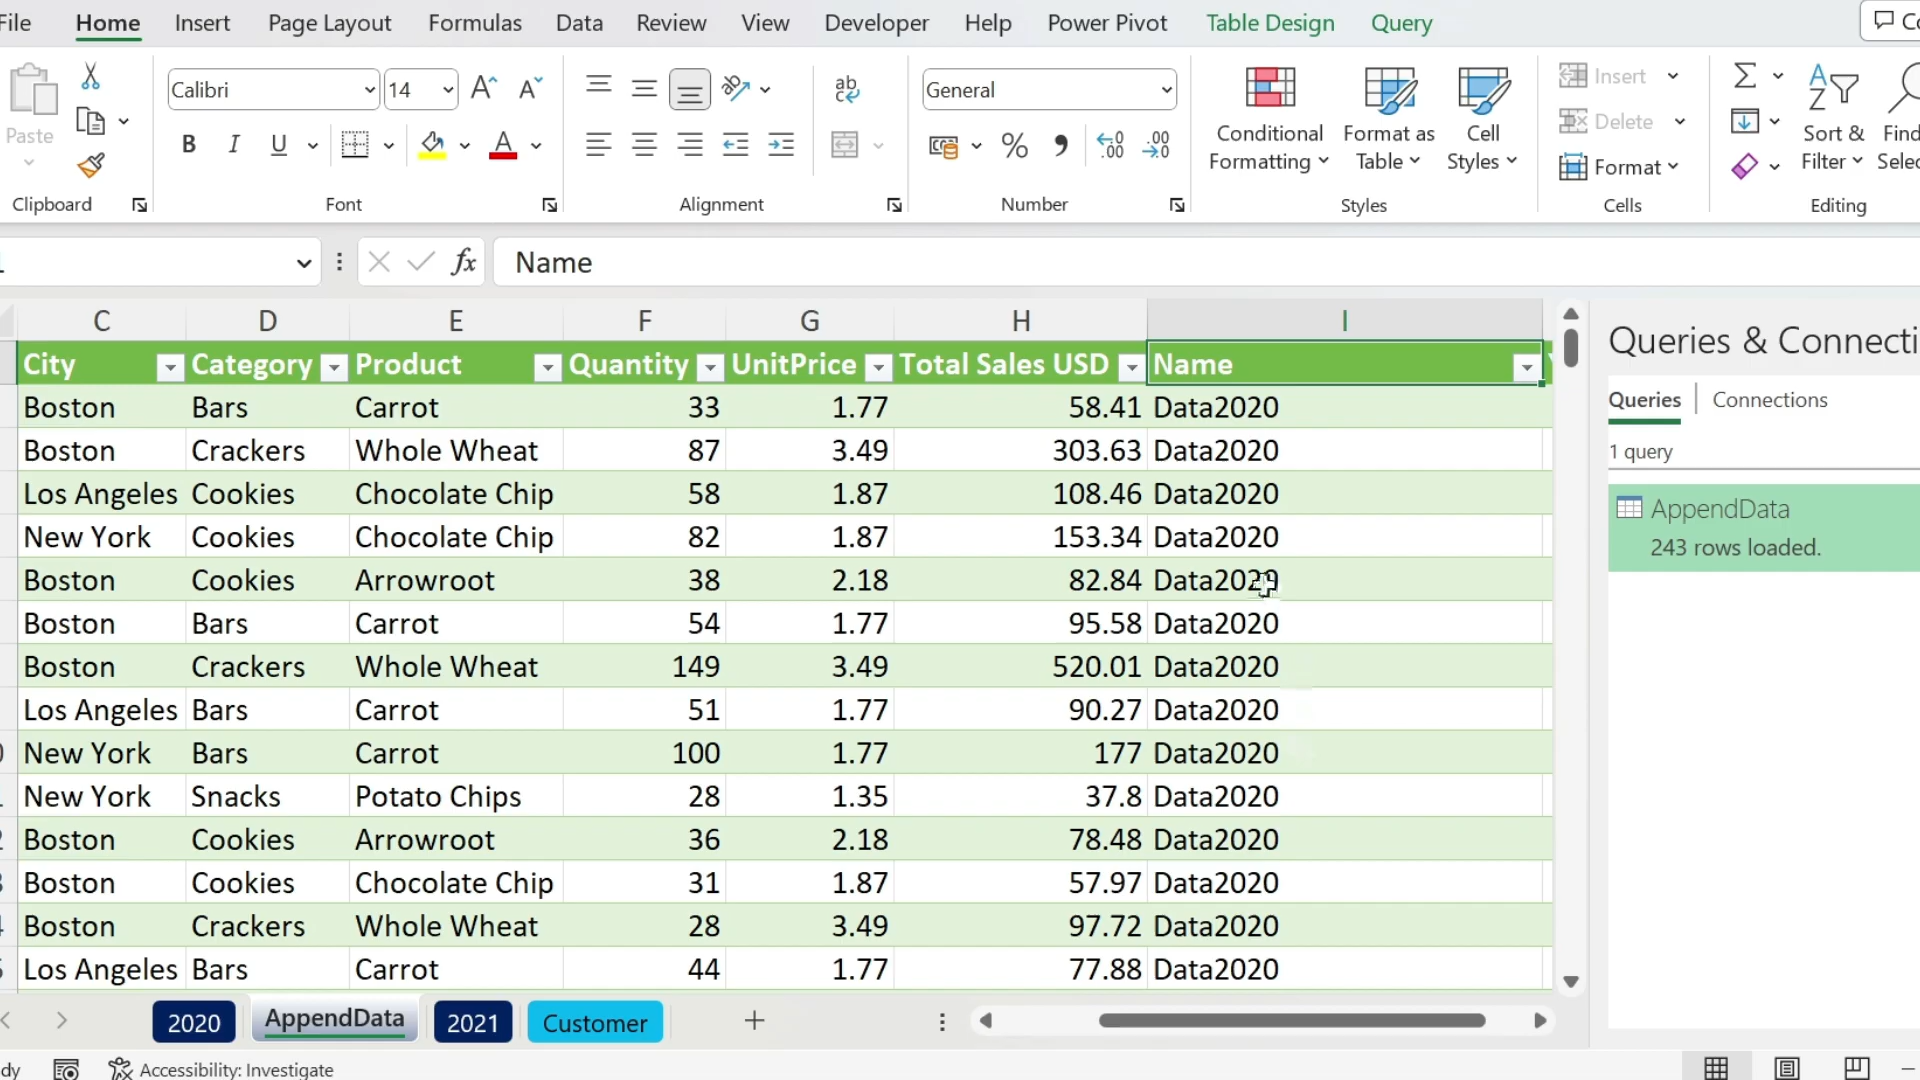 File Home Insert Page Layout Formulas Data Review View Developer Help Power Pivot Table Design Query
Paste
Clipboard
Calibri 14
B I U
Font
Alignment
General
Number
Conditional Formatting
Format as Table
Cell Styles
Styles
Insert
Delete
Format
Cells
Sort & Filter
Editing
fx Name
C D E F G H I
City Category Product Quantity UnitPrice Total Sales USD Name
Boston Bars Carrot 33 1.77 58.41 Data2020
Boston Crackers Whole Wheat 87 3.49 303.63 Data2020
Los Angeles Cookies Chocolate Chip 58 1.87 108.46 Data2020
New York Cookies Chocolate Chip 82 1.87 153.34 Data2020
Boston Cookies Arrowroot 38 2.18 82.84 Data2020
Boston Bars Carrot 54 1.77 95.58 Data2020
Boston Crackers Whole Wheat 149 3.49 520.01 Data2020
Los Angeles Bars Carrot 51 1.77 90.27 Data2020
New York Bars Carrot 100 1.77 177 Data2020
New York Snacks Potato Chips 28 1.35 37.8 Data2020
Boston Cookies Arrowroot 36 2.18 78.48 Data2020
Boston Cookies Chocolate Chip 31 1.87 57.97 Data2020
Boston Crackers Whole Wheat 28 3.49 97.72 Data2020
Los Angeles Bars Carrot 44 1.77 77.88 Data2020
Queries & Connecti
Queries Connections
1 query
AppendData
243 rows loaded.
2020 AppendData 2021 Customer
Accessibility: Investigate